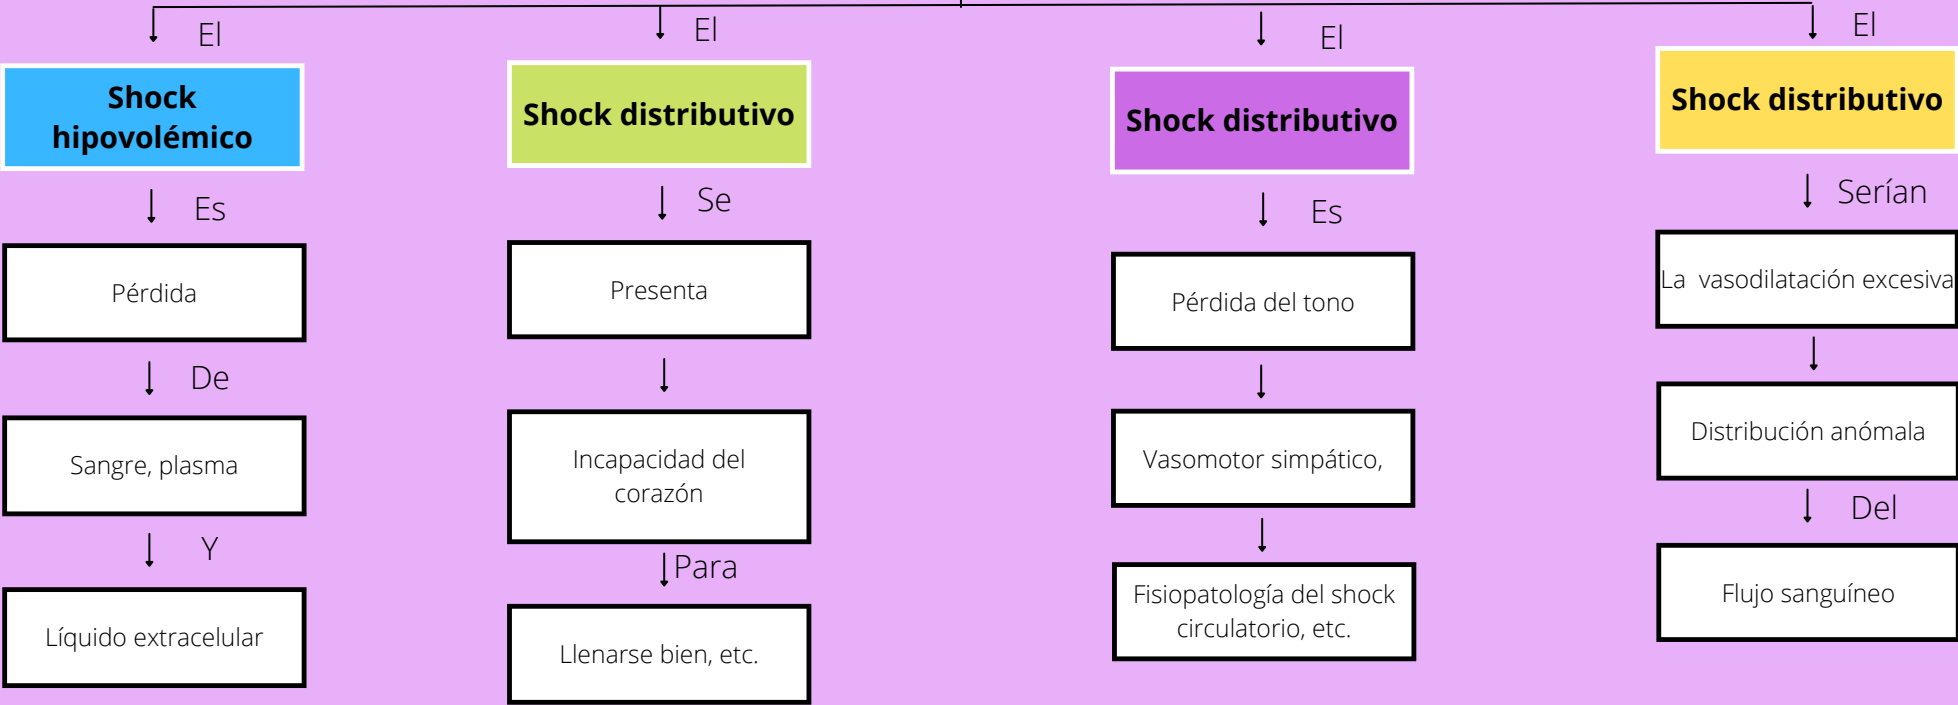 El
Shock
hipovolémico
Es
Pérdida
De
Sangre, plasma
Y
Líquido extracelular
El
Shock distributivo
Se
Presenta
Incapacidad del
corazón
Para
Llenarse bien, etc.
El
Shock distributivo
Es
Pérdida del tono
Vasomotor simpático,
Fisiopatología del shock
circulatorio, etc.
El
Shock distributivo
Serían
La vasodilatación excesiva
Distribución anómala
Del
Flujo sanguíneo